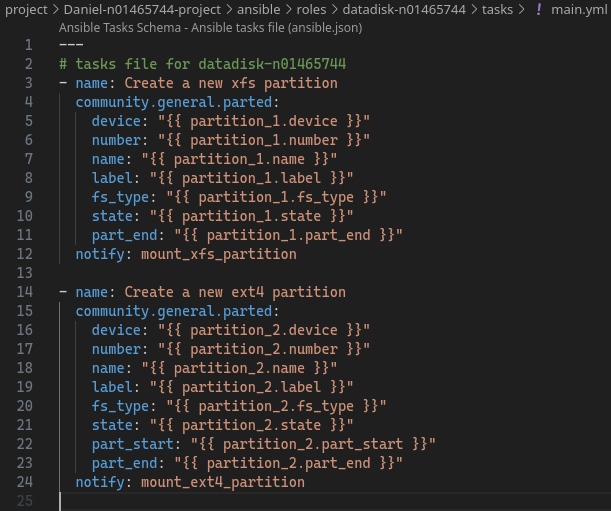 project > Daniel-n01465744-project > ansible > roles > datadisk-n01465744 > tasks > ! main.yml
Ansible Tasks Schema - Ansible tasks file (ansible.json)
1 ---
2 # tasks file for datadisk-n01465744
3 - name: Create a new xfs partition
4   community.general.parted:
5     device: "{{ partition_1.device }}"
6     number: "{{ partition_1.number }}"
7     name: "{{ partition_1.name }}"
8     label: "{{ partition_1.label }}"
9     fs_type: "{{ partition_1.fs_type }}"
10     state: "{{ partition_1.state }}"
11     part_end: "{{ partition_1.part_end }}"
12   notify: mount_xfs_partition
13
14 - name: Create a new ext4 partition
15   community.general.parted:
16     device: "{{ partition_2.device }}"
17     number: "{{ partition_2.number }}"
18     name: "{{ partition_2.name }}"
19     label: "{{ partition_2.label }}"
20     fs_type: "{{ partition_2.fs_type }}"
21     state: "{{ partition_2.state }}"
22     part_start: "{{ partition_2.part_start }}"
23     part_end: "{{ partition_2.part_end }}"
24   notify: mount_ext4_partition
25